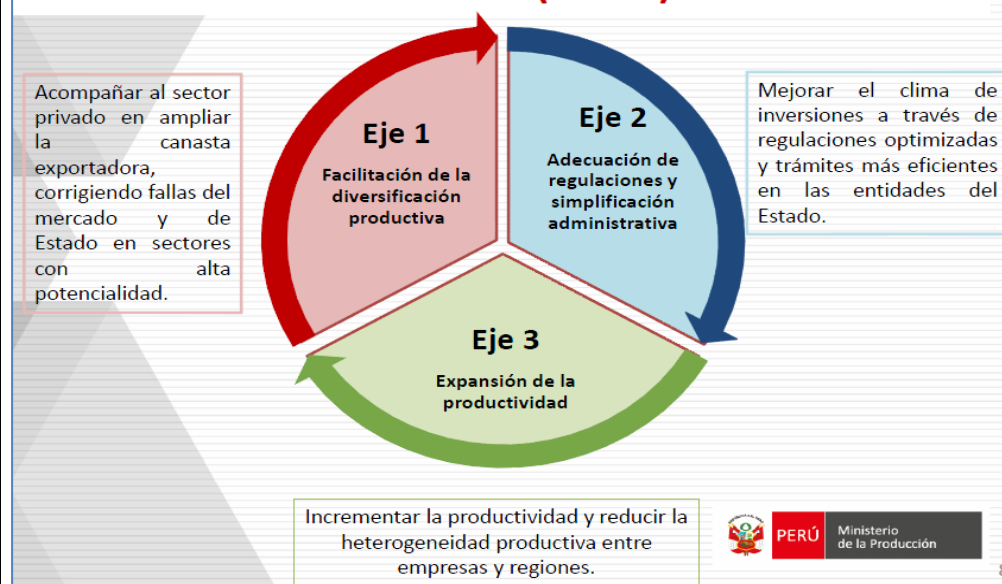 Acompañar al sector
privado en ampliar
la canasta
exportadora,
corrigiendo fallas del
mercado y de
Estado en sectores
con alta
potencialidad.
Eje 1
Facilitación de la
diversificación
productiva
Eje 2
Adecuación de
regulaciones y
simplificación
administrativa
Mejorar el clima de
inversiones a través de
regulaciones optimizadas
y trámites más eficientes
en las entidades del
Estado.
Eje 3
Expansión de la
productividad
Incrementar la productividad y reducir la
heterogeneidad productiva entre
empresas y regiones.
PERÚ
Ministerio
de la Producción